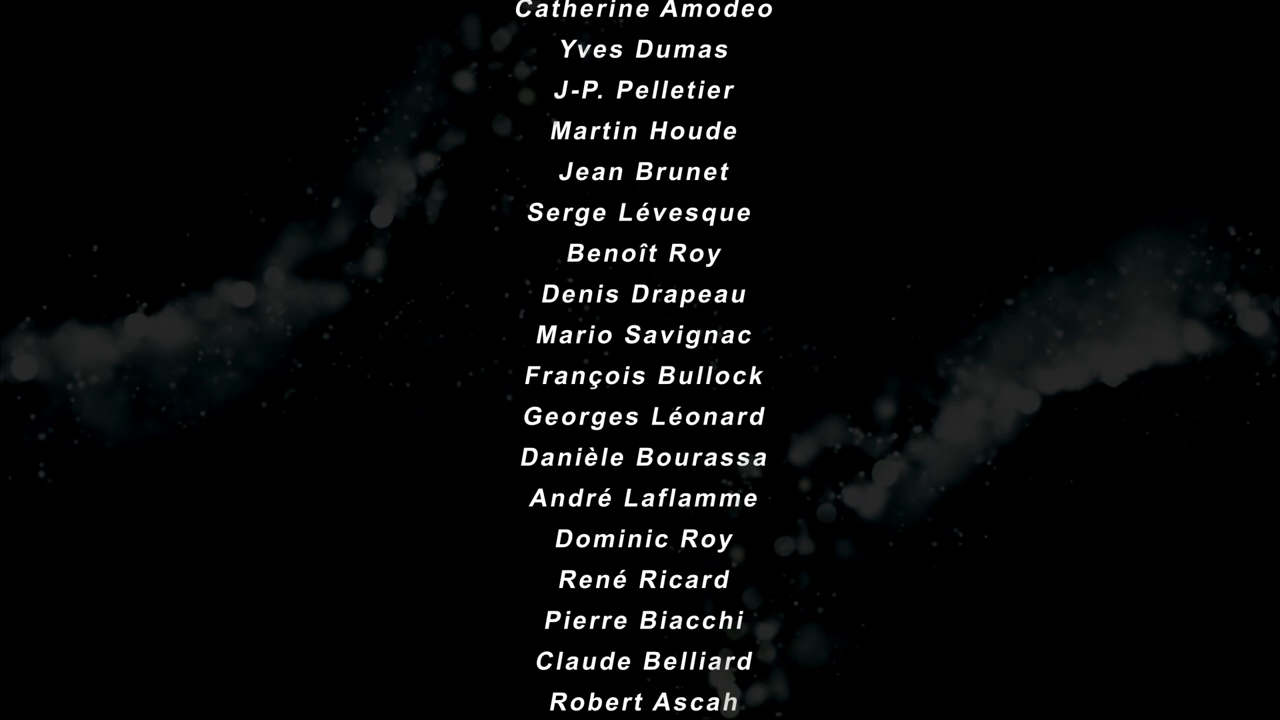 Catherine Amodeo
Yves Dumas
J-P. Pelletier
Martin Houde
Jean Brunet
Serge Lévesque
Benoît Roy
Denis Drapeau
Mario Savignac
François Bullock
Georges Léonard
Danièle Bourassa
André Laflamme
Dominic Roy
René Ricard
Pierre Biacchi
Claude Belliard
Robert Ascah